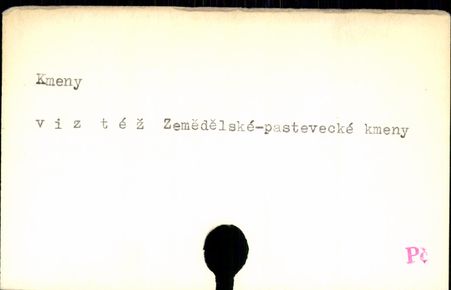 Kmeny
v i z  t é ž  Zemědělské-pastevecké kmeny
Pč